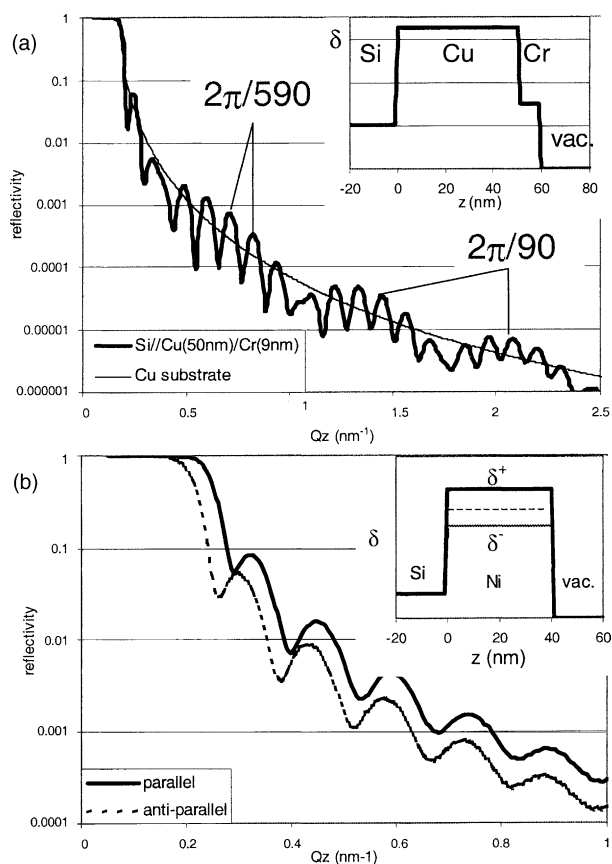 (a)
1
0.1
0.01
0.001
0.0001
0.00001
0.000001
reflectivity
2π/590
2π/90
Si//Cu(50nm)/Cr(9nm)
Cu substrate
0 0.5 1 1.5 2 2.5
Qz (nm⁻¹)
δ
Si Cu Cr
vac.
-20 0 20 40 60 80
z (nm)
(b)
1
0.1
0.01
0.001
0.0001
reflectivity
parallel
anti-parallel
0 0.2 0.4 0.6 0.8 1
Qz (nm-1)
δ
δ⁺
δ⁻
Si Ni vac.
-20 0 20 40 60
z (nm)